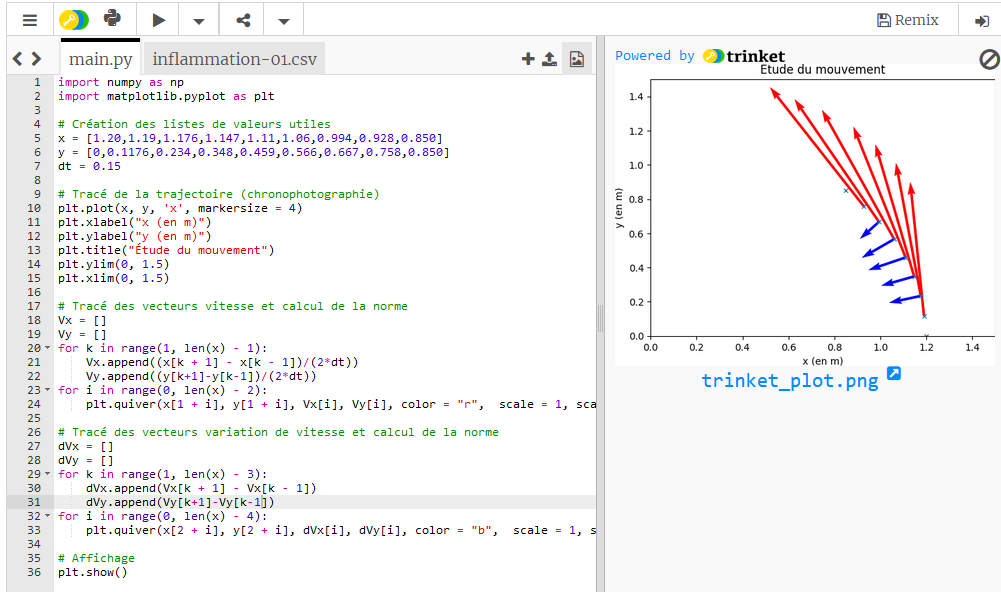 Remix
main.py
inflammation-01.csv
1 import numpy as np
2 import matplotlib.pyplot as plt
3
4 # Création des listes de valeurs utiles
5 x = [1.20,1.19,1.176,1.147,1.11,1.06,0.994,0.928,0.850]
6 y = [0,0.1176,0.234,0.348,0.459,0.566,0.667,0.758,0.850]
7 dt = 0.15
8
9 # Tracé de la trajectoire (chronophotographie)
10 plt.plot(x, y, 'x', markersize = 4)
11 plt.xlabel("x (en m)")
12 plt.ylabel("y (en m)")
13 plt.title("Étude du mouvement")
14 plt.ylim(0, 1.5)
15 plt.xlim(0, 1.5)
16
17 # Tracé des vecteurs vitesse et calcul de la norme
18 Vx = []
19 Vy = []
20 for k in range(1, len(x) - 1):
21     Vx.append((x[k + 1] - x[k - 1])/(2*dt))
22     Vy.append((y[k+1]-y[k-1])/(2*dt))
23 for i in range(0, len(x) - 2):
24     plt.quiver(x[1 + i], y[1 + i], Vx[i], Vy[i], color = "r",  scale = 1, sca
25
26 # Tracé des vecteurs variation de vitesse et calcul de la norme
27 dVx = []
28 dVy = []
29 for k in range(1, len(x) - 3):
30     dVx.append(Vx[k + 1] - Vx[k - 1])
31     dVy.append(Vy[k+1]-Vy[k-1])
32 for i in range(0, len(x) - 4):
33     plt.quiver(x[2 + i], y[2 + i], dVx[i], dVy[i], color = "b",  scale = 1, s
34
35 # Affichage
36 plt.show()
Powered by trinket
Étude du mouvement
1.4
1.2
1.0
0.8
0.6
0.4
0.2
0.0
y (en m)
0.0 0.2 0.4 0.6 0.8 1.0 1.2 1.4
x (en m)
trinket_plot.png